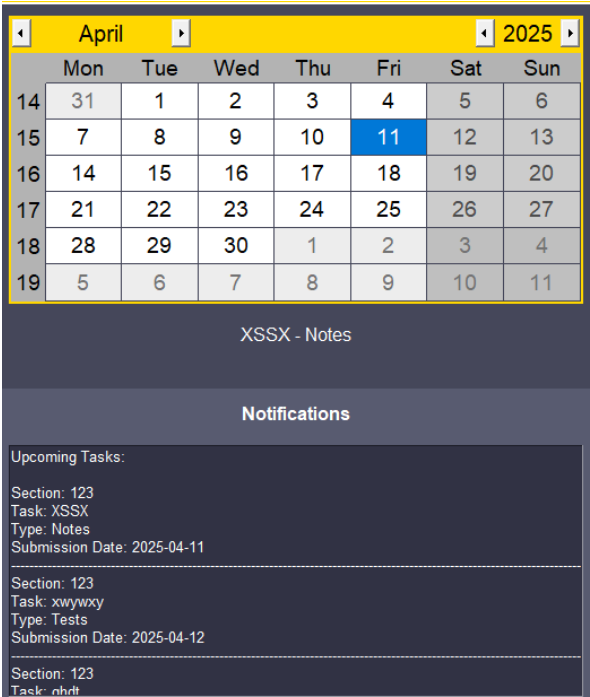 April 2025
Mon Tue Wed Thu Fri Sat Sun
14 31 1 2 3 4 5 6
15 7 8 9 10 11 12 13
16 14 15 16 17 18 19 20
17 21 22 23 24 25 26 27
18 28 29 30 1 2 3 4
19 5 6 7 8 9 10 11
XSSX - Notes
Notifications
Upcoming Tasks:
Section: 123
Task: XSSX
Type: Notes
Submission Date: 2025-04-11
Section: 123
Task: xwywxy
Type: Tests
Submission Date: 2025-04-12
Section: 123
Task: